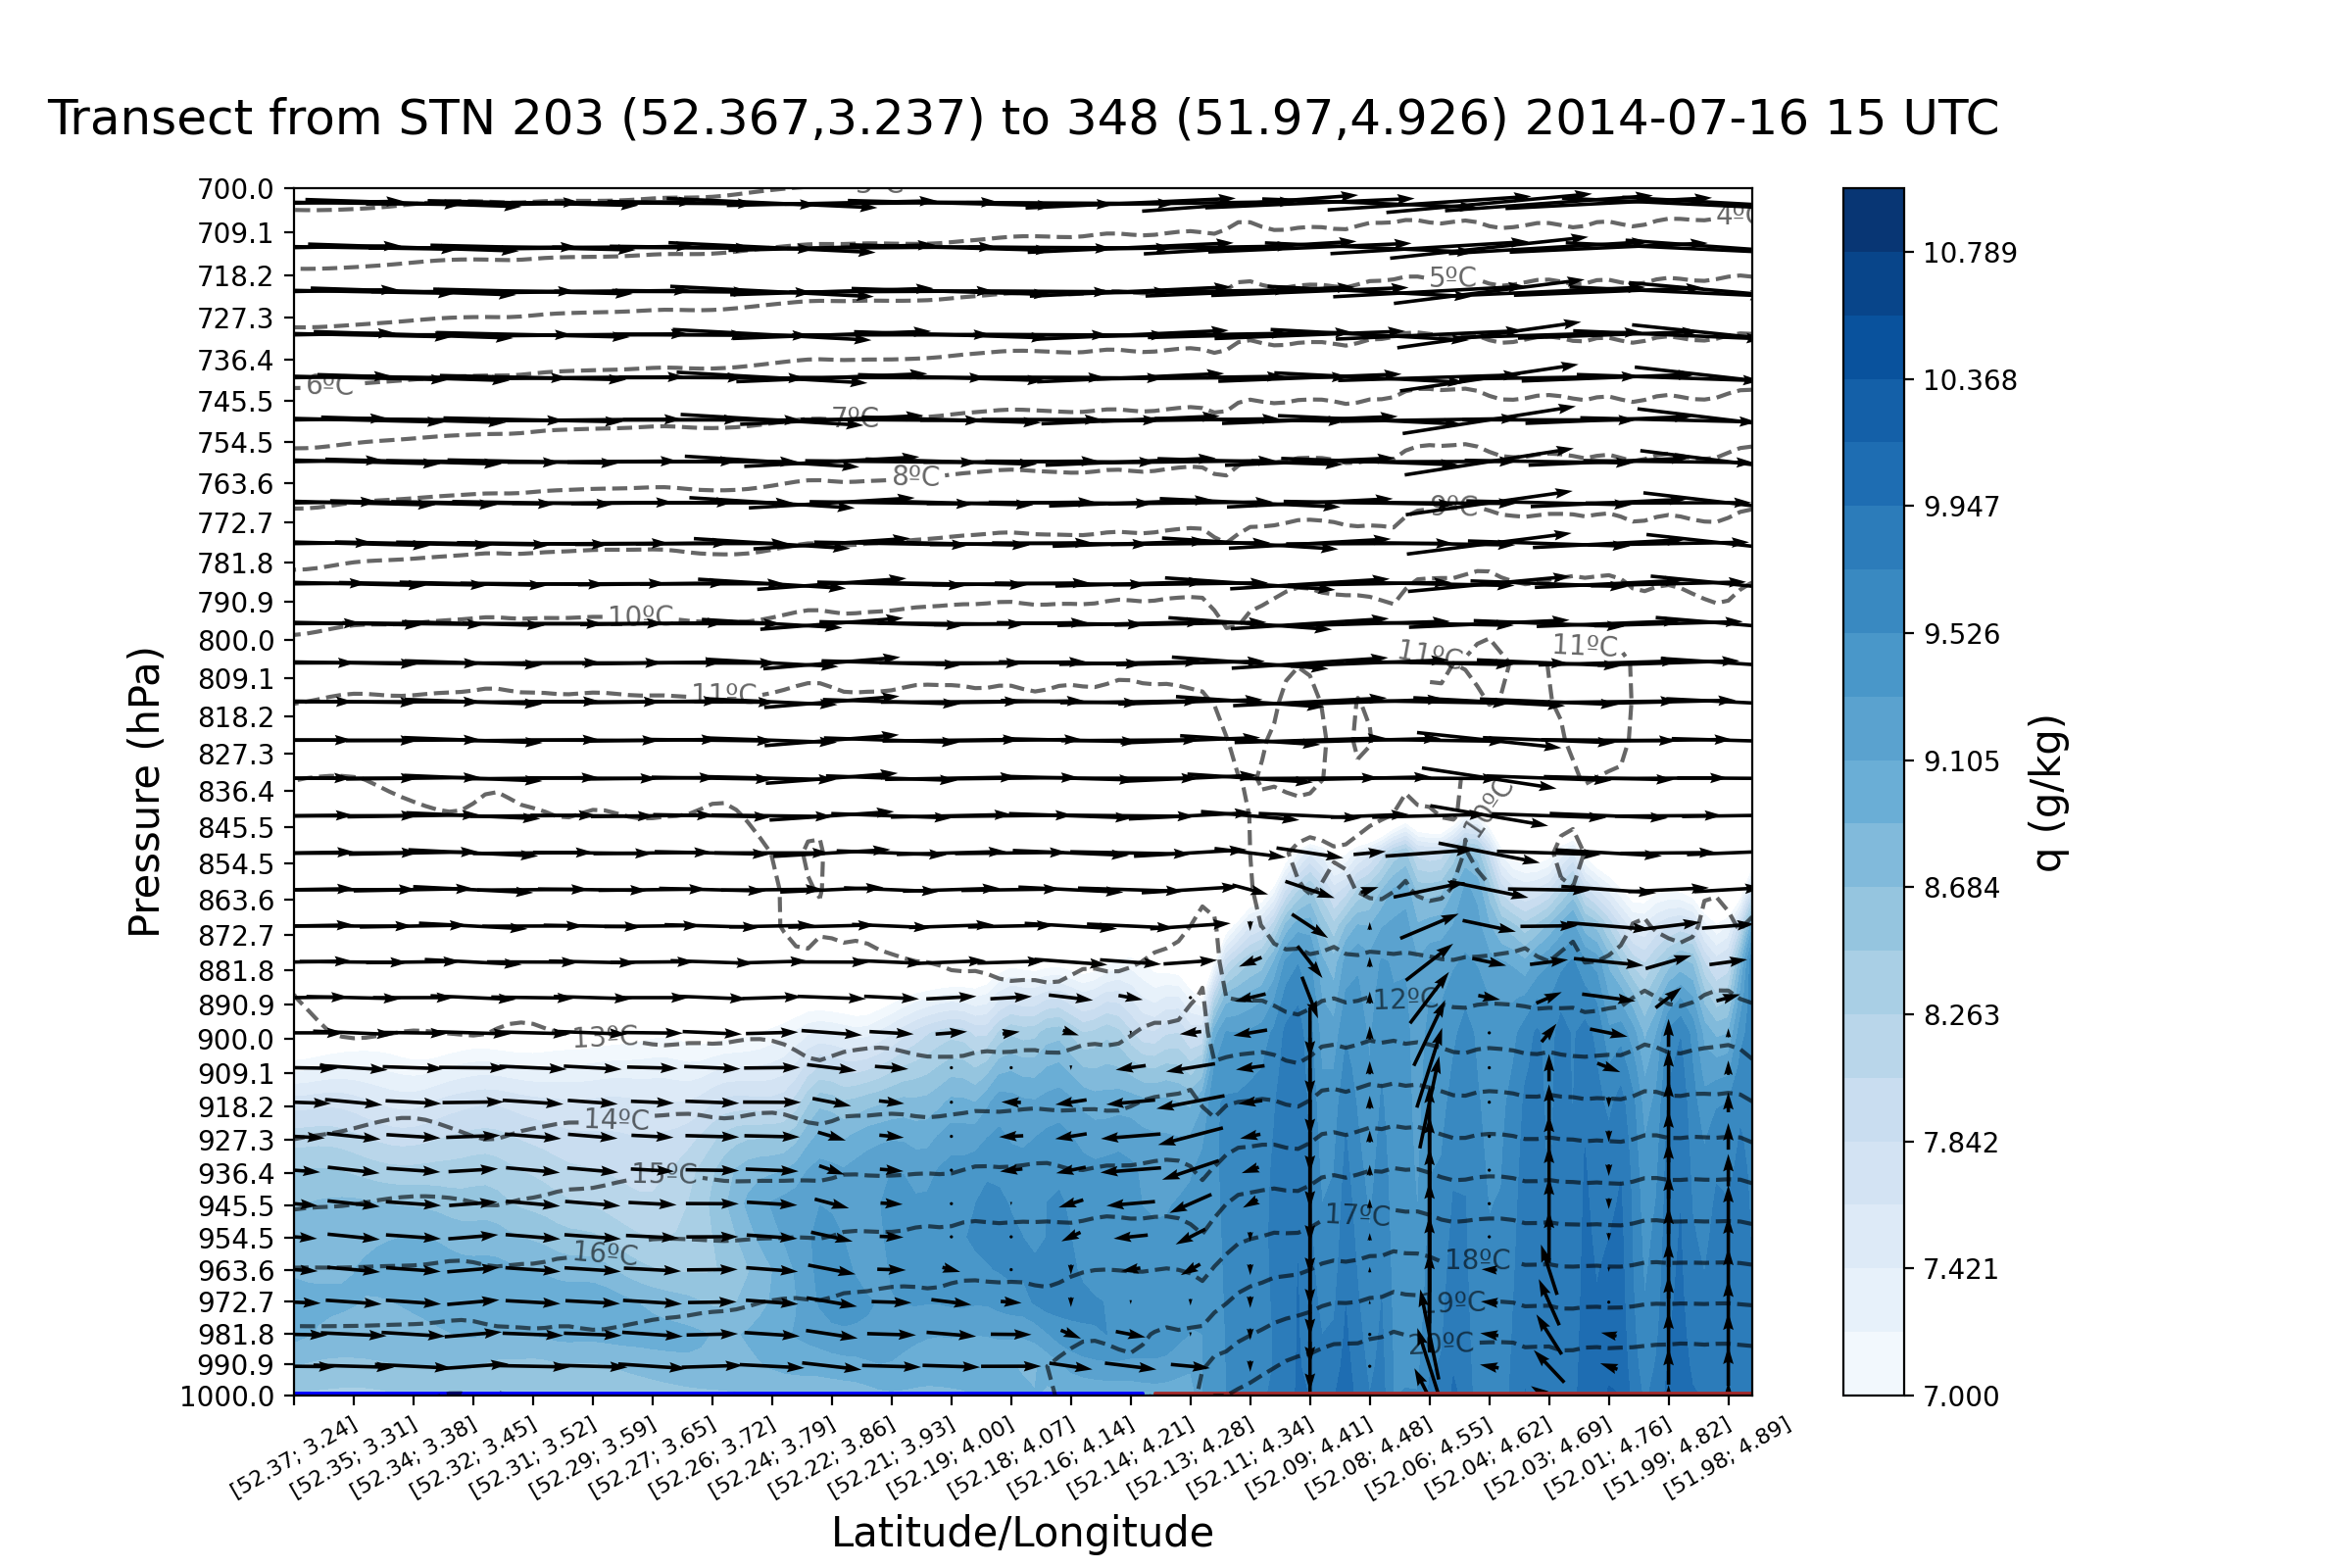 Transect from STN 203 (52.367,3.237) to 348 (51.97,4.926) 2014-07-16 15 UTC
700.0
709.1
718.2
727.3
736.4
745.5
754.5
763.6
772.7
781.8
790.9
800.0
809.1
818.2
827.3
836.4
845.5
854.5
863.6
872.7
881.8
890.9
900.0
909.1
918.2
927.3
936.4
945.5
954.5
963.6
972.7
981.8
990.9
1000.0
Pressure (hPa)
4ºC
5ºC
6ºC
7ºC
8ºC
9ºC
10ºC
11ºC
11ºC
11ºC
10ºC
12ºC
13ºC
14ºC
15ºC
16ºC
17ºC
18ºC
19ºC
20ºC
[52.37; 3.24]
[52.35; 3.31]
[52.34; 3.38]
[52.32; 3.45]
[52.31; 3.52]
[52.29; 3.59]
[52.27; 3.65]
[52.26; 3.72]
[52.24; 3.79]
[52.22; 3.86]
[52.21; 3.93]
[52.19; 4.00]
[52.18; 4.07]
[52.16; 4.14]
[52.14; 4.21]
[52.13; 4.28]
[52.11; 4.34]
[52.09; 4.41]
[52.08; 4.48]
[52.06; 4.55]
[52.04; 4.62]
[52.03; 4.69]
[52.01; 4.76]
[51.99; 4.82]
[51.98; 4.89]
Latitude/Longitude
10.789
10.368
9.947
9.526
9.105
8.684
8.263
7.842
7.421
7.000
q (g/kg)